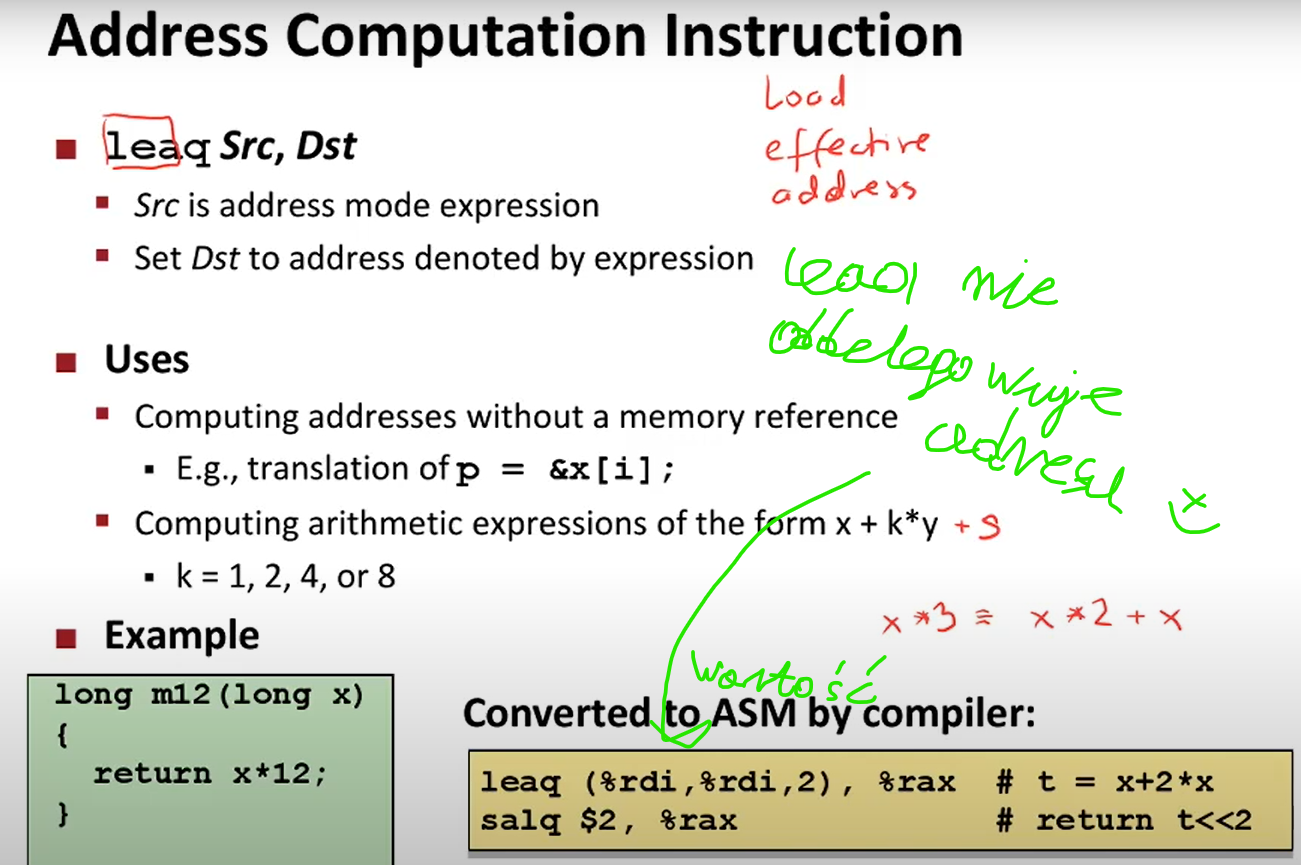 Address Computation Instruction
Load
effective
address
leaq Src, Dst
Src is address mode expression
Set Dst to address denoted by expression
leaq nie
oddelegowuje
adresu
Uses
Computing addresses without a memory reference
E.g., translation of p = &x[i];
Computing arithmetic expressions of the form x + k*y + S
k = 1, 2, 4, or 8
x*3 = x*2+x
Example
long m12(long x)
{
return x*12;
}
wartość
Converted to ASM by compiler:
leaq (%rdi,%rdi,2), %rax # t = x+2*x
salq $2, %rax # return t<<2